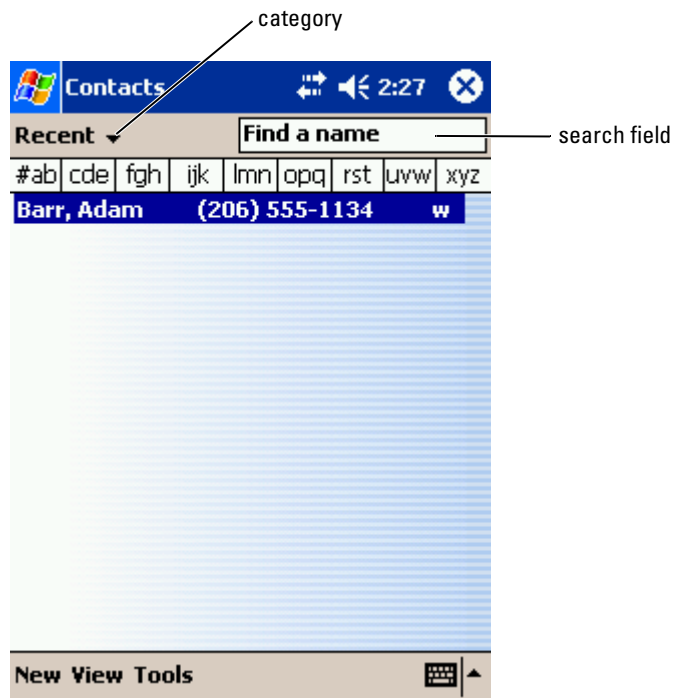 category
Contacts 2:27
Recent Find a name
search field
#ab cde fgh ijk lmn opq rst uvw xyz
Barr, Adam (206) 555-1134 w
New View Tools